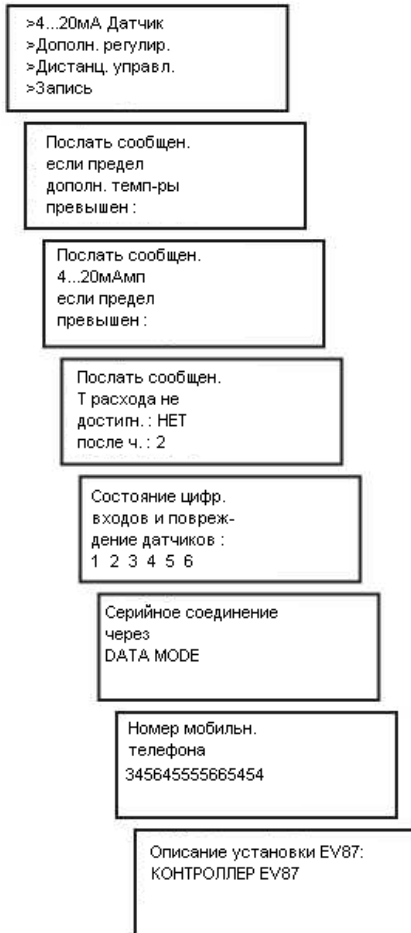 >4...20мА Датчик
>Дополн. регулир.
>Дистанц. управл.
>Запись
Послать сообщен.
если предел
дополн. темп-ры
превышен :
Послать сообщен.
4...20мАмп
если предел
превышен :
Послать сообщен.
Т расхода не
достигн. : НЕТ
после ч. : 2
Состояние цифр.
входов и повреж-
дение датчиков :
1 2 3 4 5 6
Серийное соединение
через
DATA MODE
Номер мобильн.
телефона
345645555665454
Описание установки EV87:
КОНТРОЛЛЕР EV87